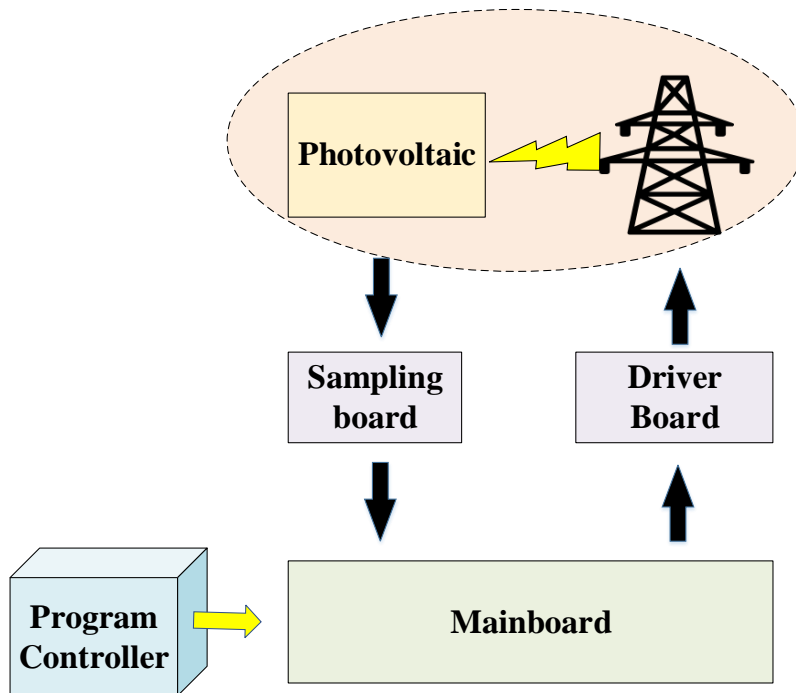 Photovoltaic
Sampling
board
Driver
Board
Program
Controller
Mainboard